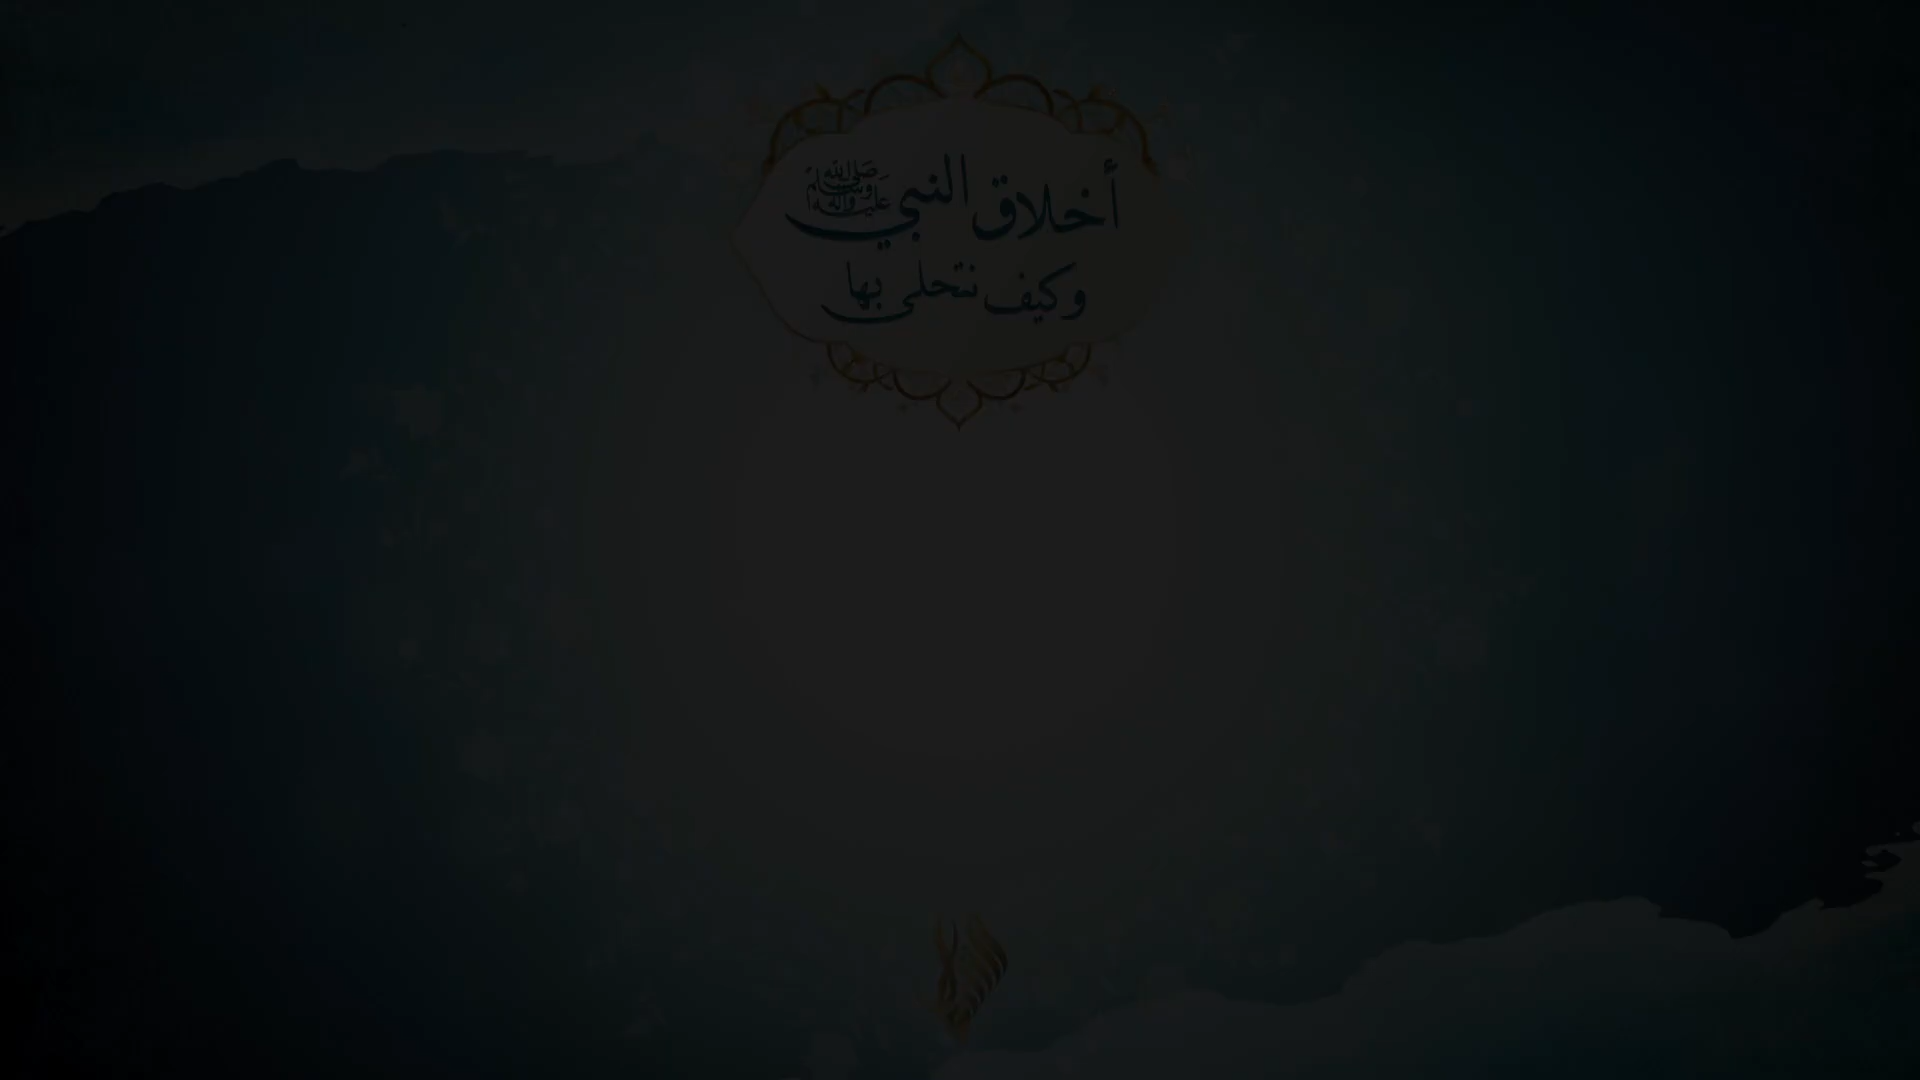 أخلاق النبي صلى الله عليه وآله وسلم
وكيف نتحلى بها